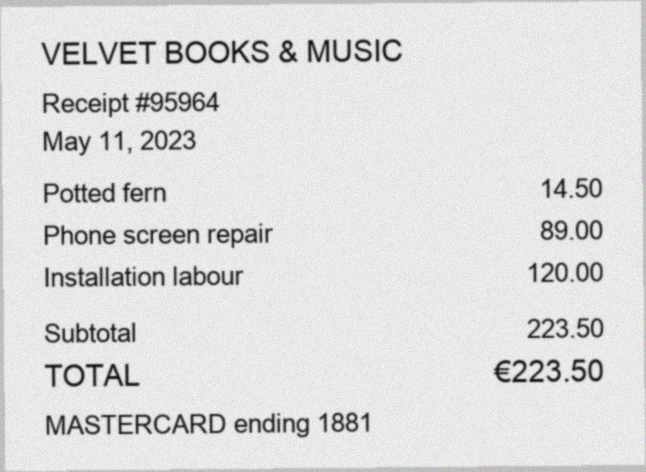 VELVET BOOKS & MUSIC
Receipt #95964
May 11, 2023
Potted fern 14.50
Phone screen repair 89.00
Installation labour 120.00
Subtotal 223.50
TOTAL €223.50
MASTERCARD ending 1881